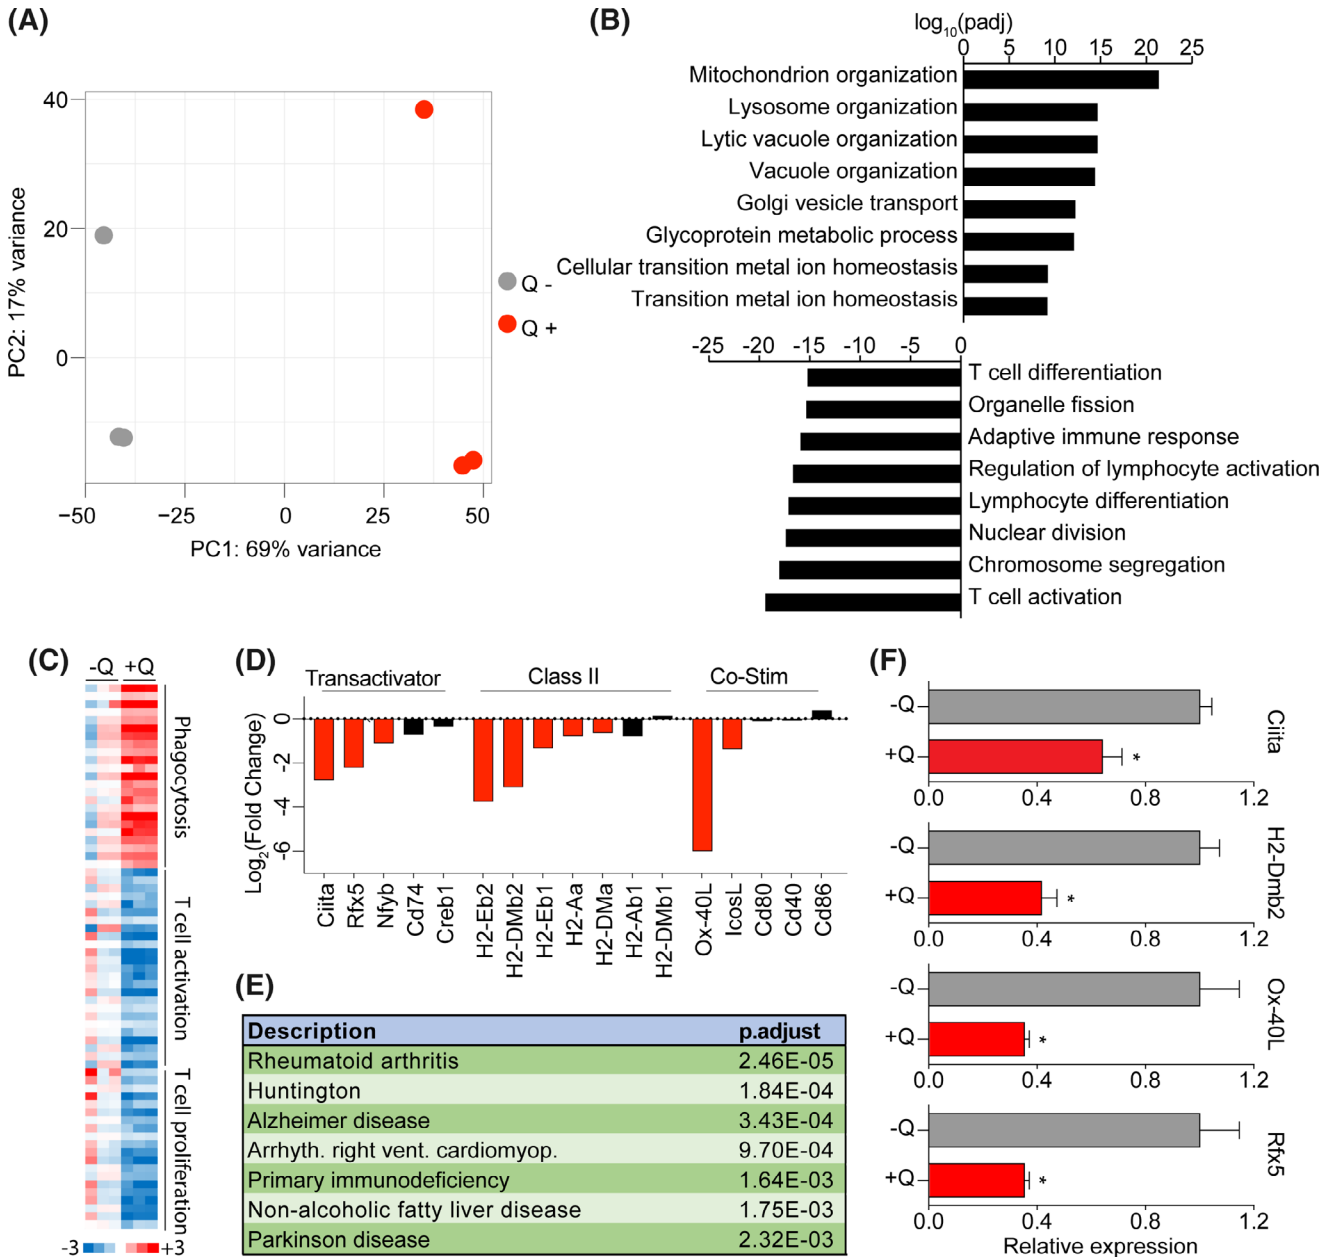 (A)
40
20
0
PC2: 17% variance
−50
−25
0
25
50
PC1: 69% variance
Q -
Q +
(B)
log10(padj)
0 5 10 15 20 25
Mitochondrion organization
Lysosome organization
Lytic vacuole organization
Vacuole organization
Golgi vesicle transport
Glycoprotein metabolic process
Cellular transition metal ion homeostasis
Transition metal ion homeostasis
-25 -20 -15 -10 -5 0
T cell differentiation
Organelle fission
Adaptive immune response
Regulation of lymphocyte activation
Lymphocyte differentiation
Nuclear division
Chromosome segregation
T cell activation
(C)
-Q +Q
Phagocytosis
T cell activation
T cell proliferation
-3 +3
(D)
Transactivator
Class II
Co-Stim
Log2(Fold Change)
0
-2
-4
-6
Ciita
Rfx5
Nfyb
Cd74
Creb1
H2-Eb2
H2-DMb2
H2-Eb1
H2-Aa
H2-DMa
H2-Ab1
H2-DMb1
Ox-40L
IcosL
Cd80
Cd40
Cd86
(E)
Description p.adjust
Rheumatoid arthritis 2.46E-05
Huntington 1.84E-04
Alzheimer disease 3.43E-04
Arrhyth. right vent. cardiomyop. 9.70E-04
Primary immunodeficiency 1.64E-03
Non-alcoholic fatty liver disease 1.75E-03
Parkinson disease 2.32E-03
(F)
-Q
+Q
*
0.0 0.4 0.8 1.2
Ciita
-Q
+Q
*
0.0 0.4 0.8 1.2
H2-Dmb2
-Q
+Q
*
0.0 0.4 0.8 1.2
Ox-40L
-Q
+Q
*
0.0 0.4 0.8 1.2
Rfx5
Relative expression